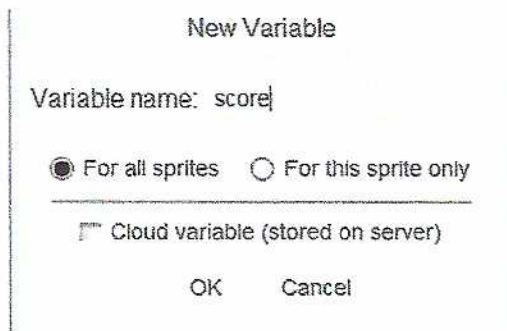 New Variable
Variable name: score
For all sprites For this sprite only
Cloud variable (stored on server)
OK Cancel